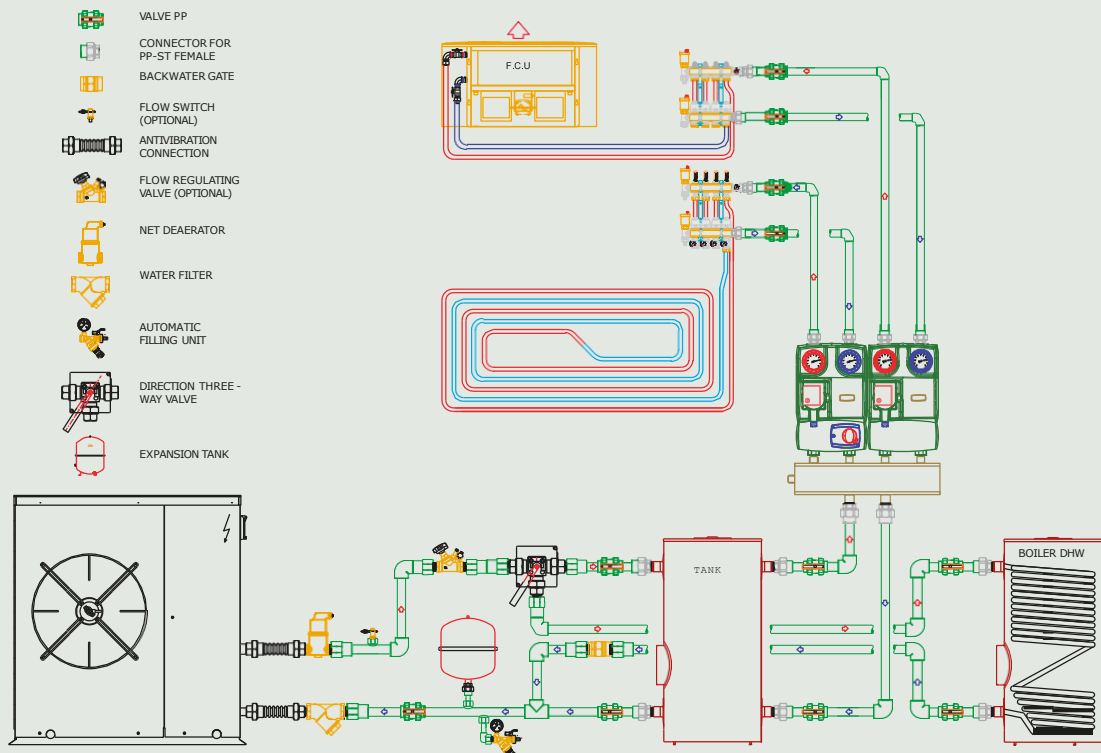 VALVE PP
CONNECTOR FOR
PP-ST FEMALE
BACKWATER GATE
FLOW SWITCH
(OPTIONAL)
ANTIVIBRATION
CONNECTION
FLOW REGULATING
VALVE (OPTIONAL)
NET DEAERATOR
WATER FILTER
AUTOMATIC
FILLING UNIT
DIRECTION THREE -
WAY VALVE
EXPANSION TANK
F.C.U
TANK
BOILER DHW